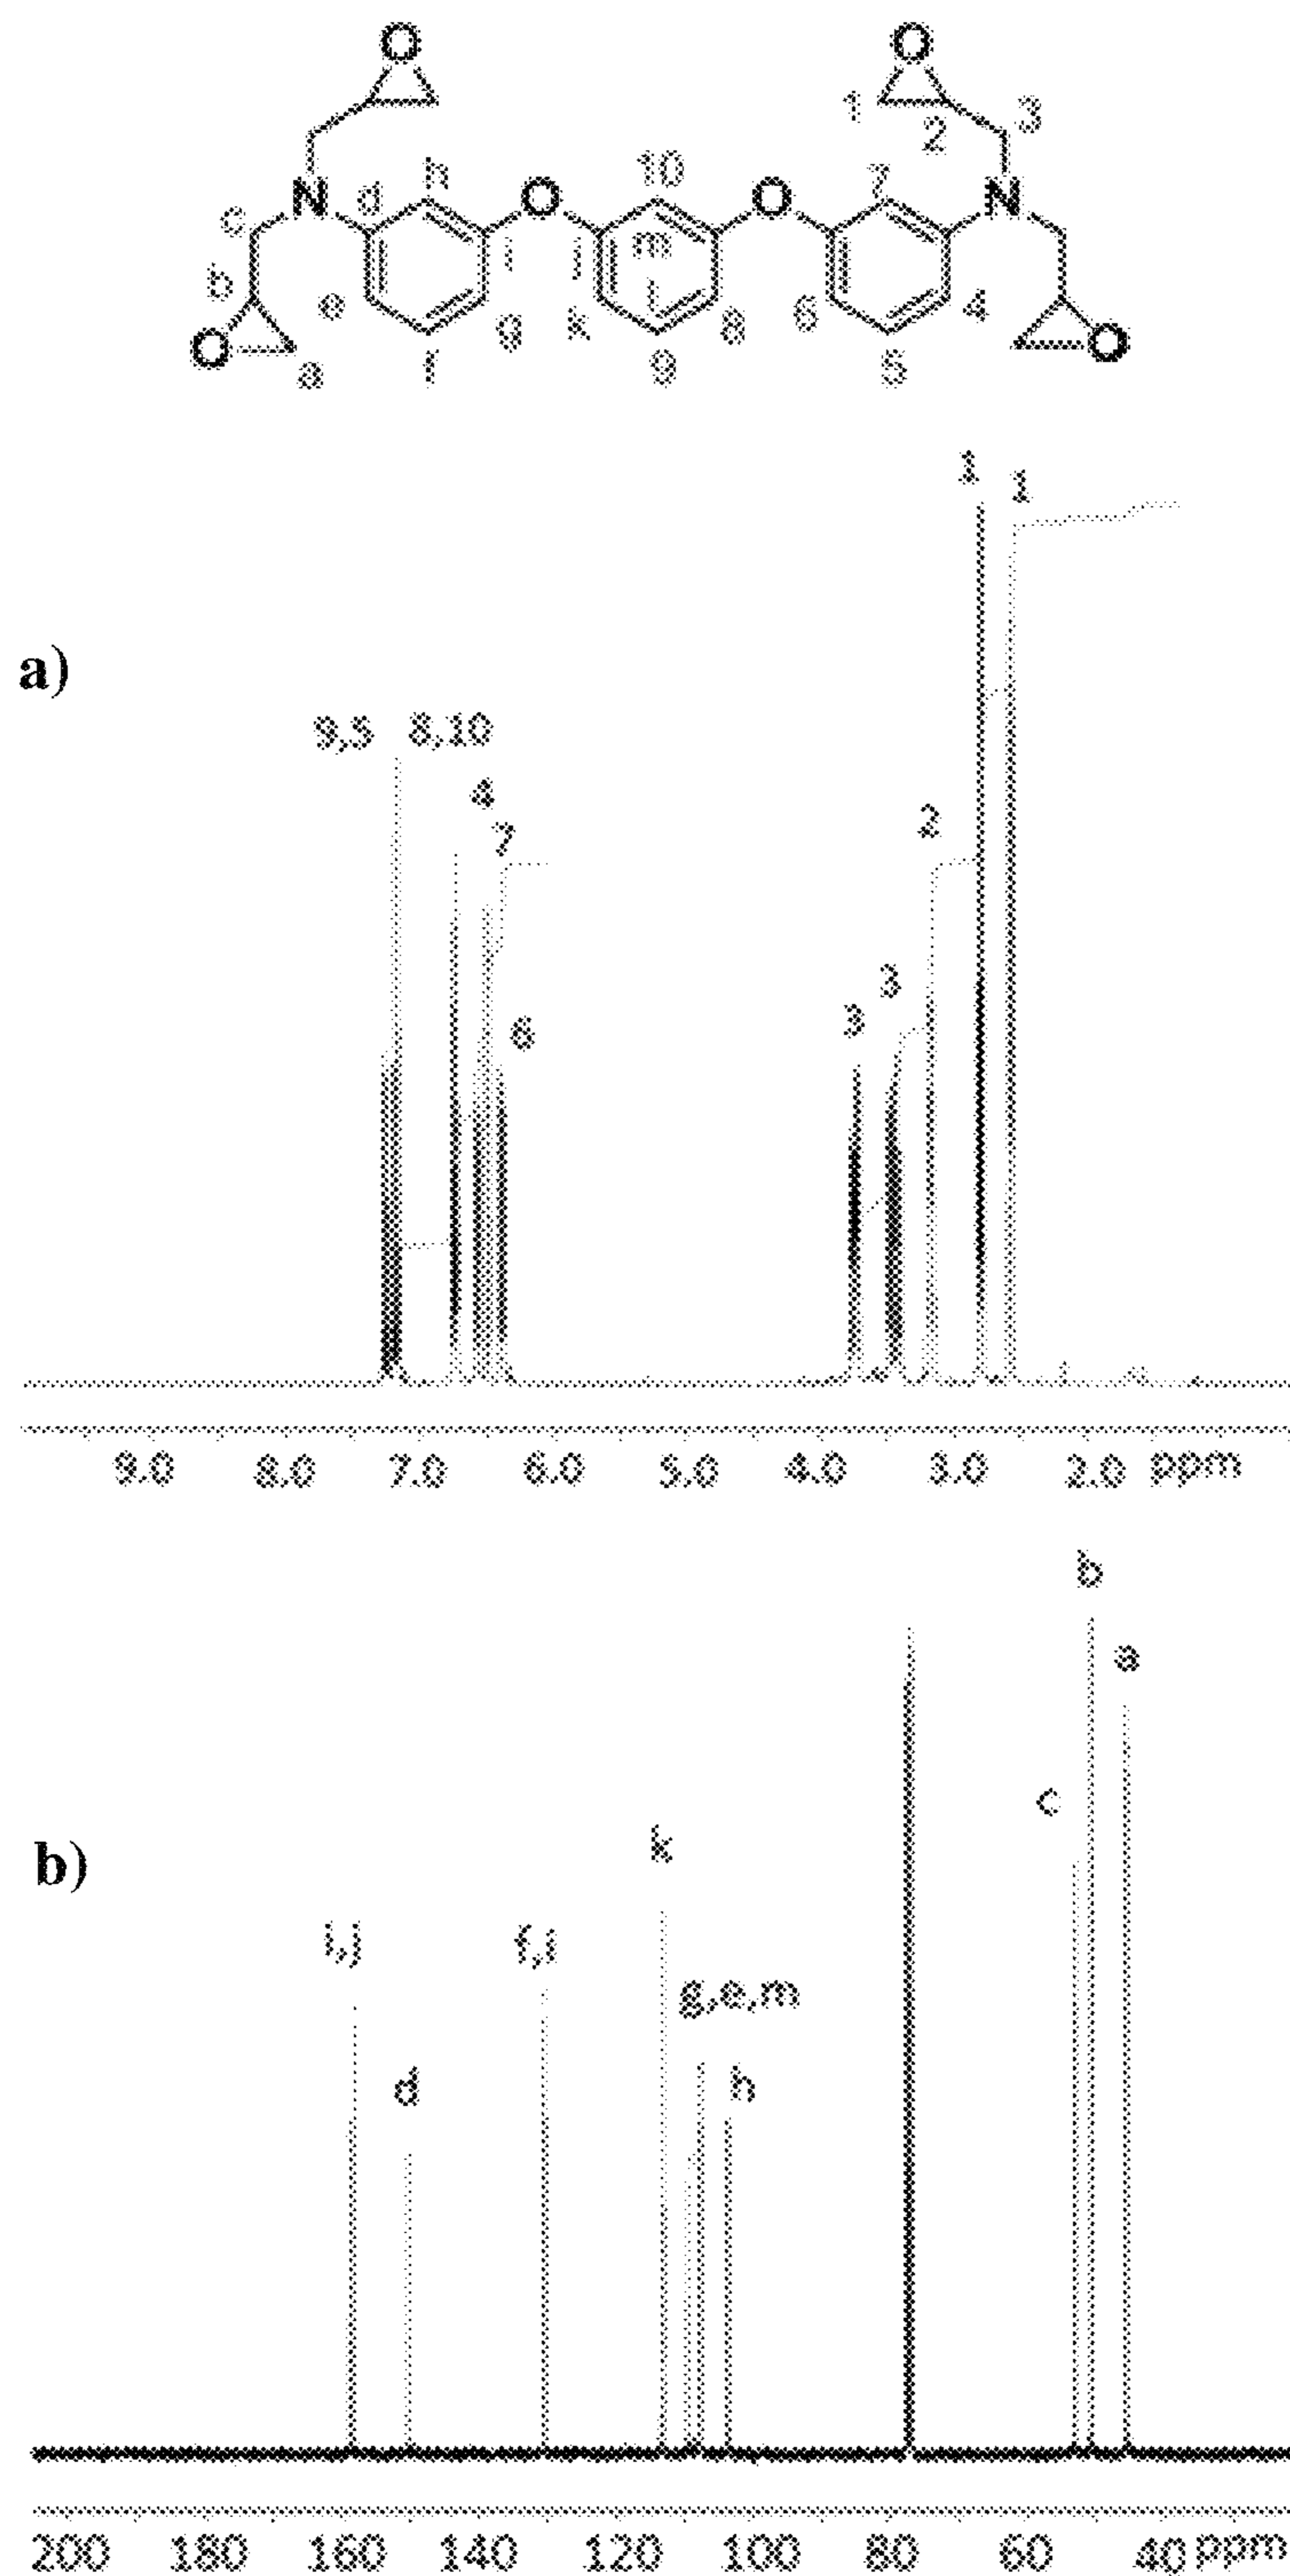 O O
1 2 3
N d h O 10 O 7 N
c i j m
b e g k l 8 6 4
O a f 9 5 O
1 1
a)
9,5 8,10
4
7
2
3 3
6
9.0 8.0 7.0 6.0 5.0 4.0 3.0 2.0 ppm
b
a
c
b)
k
i,j f,l
g,e,m
d h
200 180 160 140 120 100 80 60 40 ppm